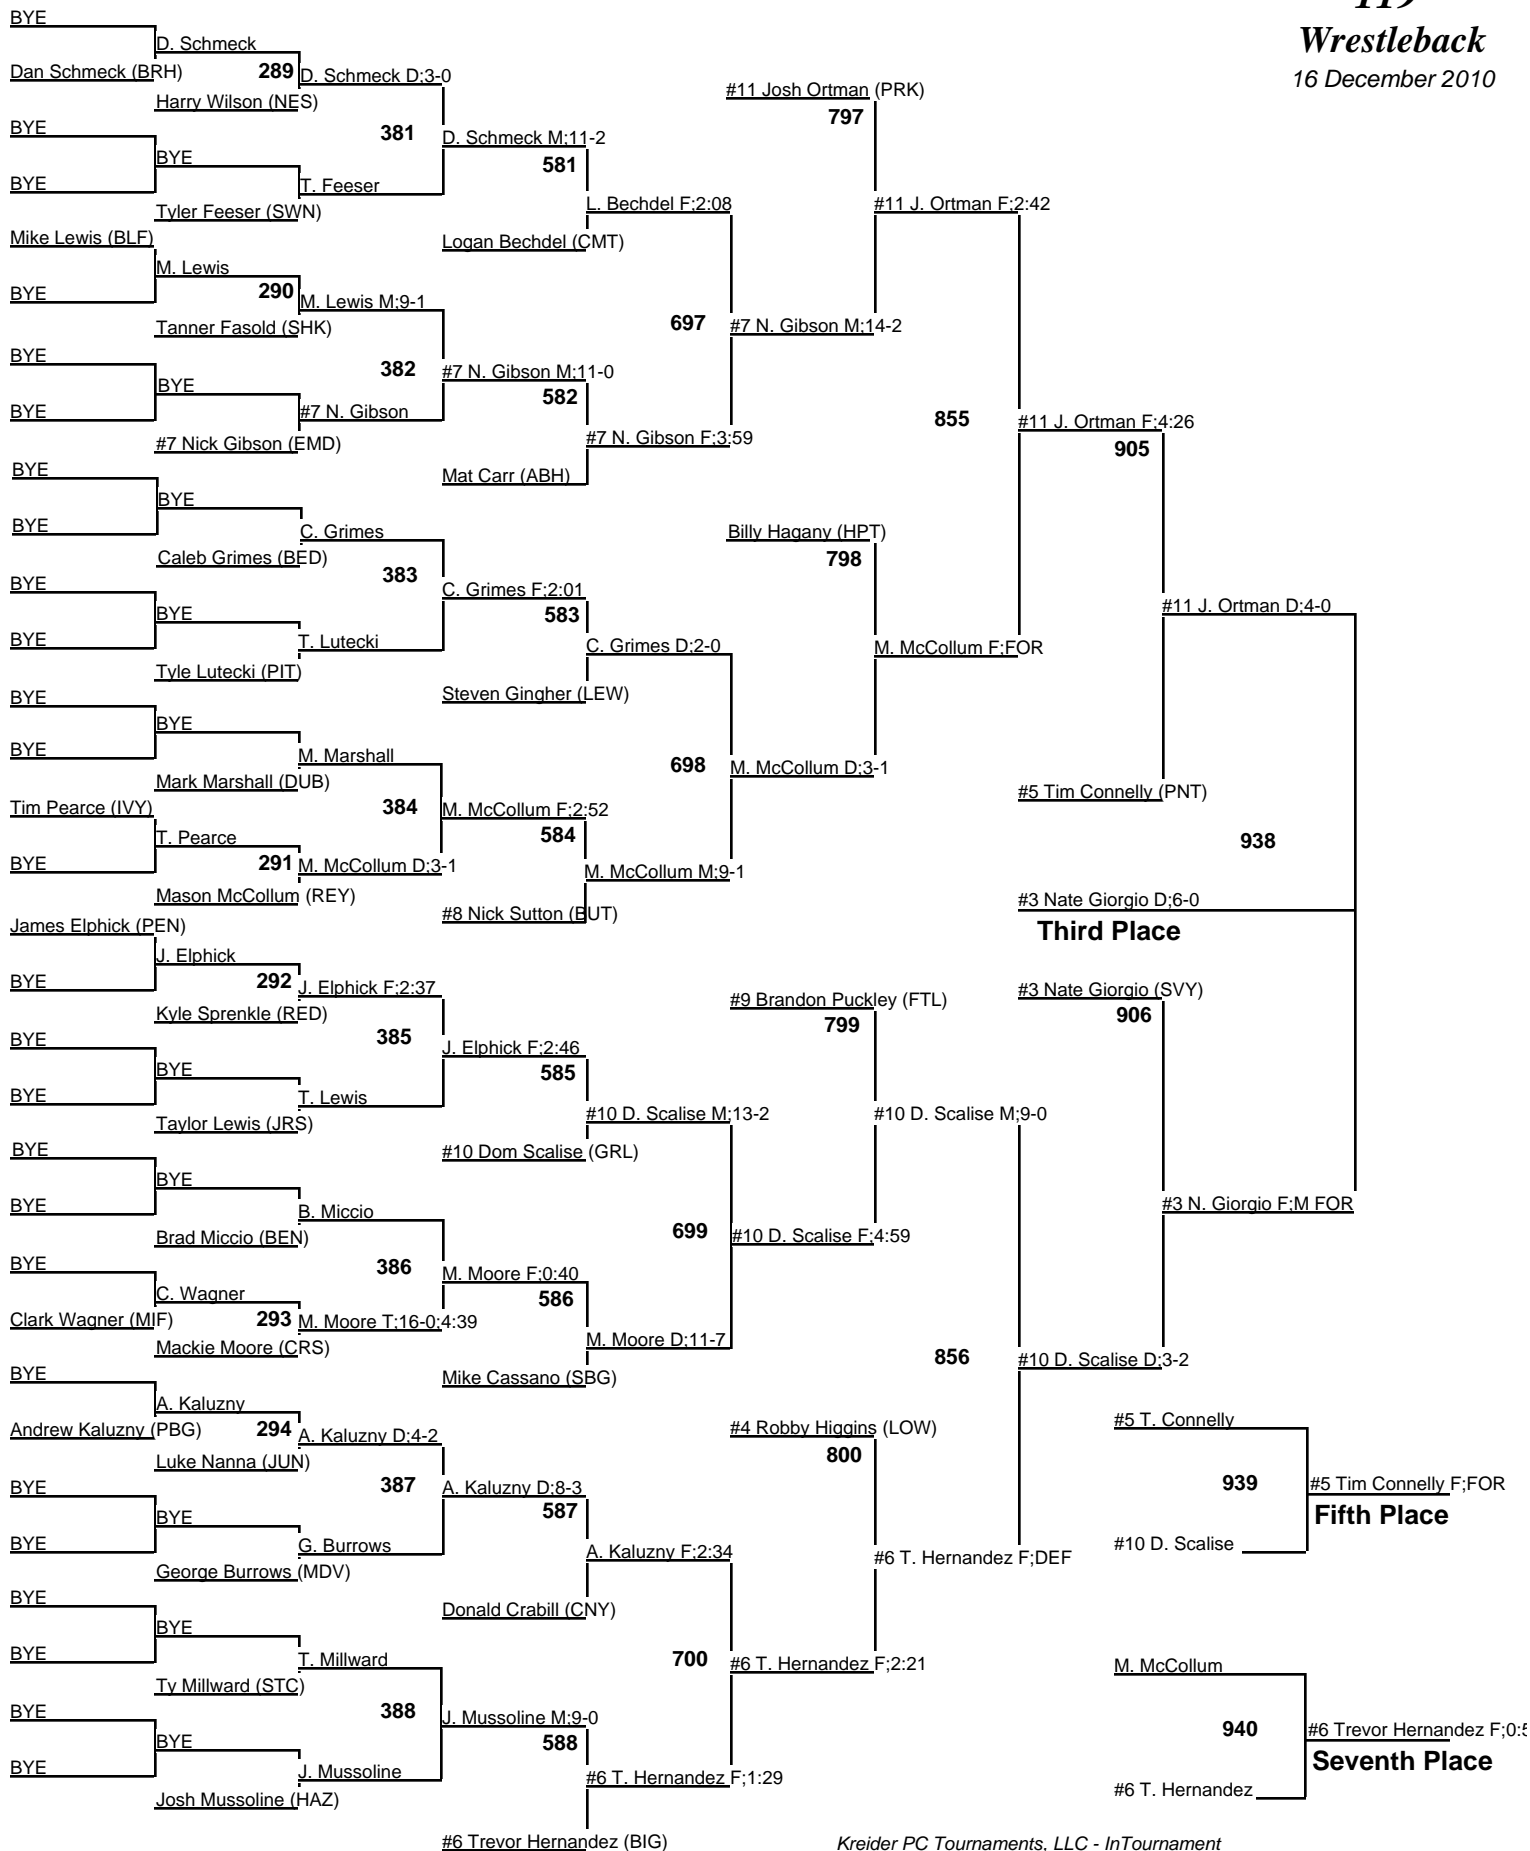 119
Wrestleback
16 December 2010
BYE
D. Schmeck
Dan Schmeck (BRH)
289
D. Schmeck D;3-0
Harry Wilson (NES)
#11 Josh Ortman (PRK)
797
BYE
381
D. Schmeck M;11-2
BYE
581
BYE
T. Feeser
L. Bechdel F;2:08
#11 J. Ortman F;2:42
Tyler Feeser (SWN)
Mike Lewis (BLF)
Logan Bechdel (CMT)
M. Lewis
BYE
290
M. Lewis M;9-1
Tanner Fasold (SHK)
697
#7 N. Gibson M;14-2
BYE
382
#7 N. Gibson M;11-0
BYE
582
BYE
#7 N. Gibson
855
#11 J. Ortman F;4:26
#7 Nick Gibson (EMD)
#7 N. Gibson F;3:59
905
BYE
Mat Carr (ABH)
BYE
BYE
C. Grimes
Billy Hagany (HPT)
Caleb Grimes (BED)
798
383
BYE
C. Grimes F;2:01
BYE
583
#11 J. Ortman D;4-0
BYE
T. Lutecki
C. Grimes D;2-0
M. McCollum F;FOR
Tyle Lutecki (PIT)
Steven Gingher (LEW)
BYE
BYE
BYE
M. Marshall
698
M. McCollum D;3-1
Mark Marshall (DUB)
#5 Tim Connelly (PNT)
Tim Pearce (IVY)
384
M. McCollum F;2:52
T. Pearce
584
938
BYE
291
M. McCollum D;3-1
M. McCollum M;9-1
Mason McCollum (REY)
#3 Nate Giorgio D;6-0
#8 Nick Sutton (BUT)
Third Place
James Elphick (PEN)
J. Elphick
BYE
292
J. Elphick F;2:37
#9 Brandon Puckley (FTL)
#3 Nate Giorgio (SVY)
Kyle Sprenkle (RED)
799
906
BYE
385
J. Elphick F;2:46
BYE
585
BYE
T. Lewis
#10 D. Scalise M;13-2
#10 D. Scalise M;9-0
Taylor Lewis (JRS)
BYE
#10 Dom Scalise (GRL)
BYE
BYE
B. Miccio
#3 N. Giorgio F;M FOR
Brad Miccio (BEN)
699
#10 D. Scalise F;4:59
BYE
386
M. Moore F;0:40
C. Wagner
586
Clark Wagner (MIF)
293
M. Moore T;16-0;4:39
Mackie Moore (CRS)
M. Moore D;11-7
856
#10 D. Scalise D;3-2
BYE
Mike Cassano (SBG)
A. Kaluzny
#5 T. Connelly
Andrew Kaluzny (PBG)
294
A. Kaluzny D;4-2
#4 Robby Higgins (LOW)
Luke Nanna (JUN)
800
BYE
387
A. Kaluzny D;8-3
939
#5 Tim Connelly F;FOR
BYE
587
Fifth Place
BYE
G. Burrows
A. Kaluzny F;2:34
#6 T. Hernandez F;DEF
#10 D. Scalise
George Burrows (MDV)
BYE
Donald Crabill (CNY)
BYE
BYE
T. Millward
700
#6 T. Hernandez F;2:21
M. McCollum
Ty Millward (STC)
BYE
388
J. Mussoline M;9-0
940
#6 Trevor Hernandez F;0:5
BYE
588
Seventh Place
BYE
J. Mussoline
#6 T. Hernandez F;1:29
#6 T. Hernandez
Josh Mussoline (HAZ)
#6 Trevor Hernandez (BIG)
Kreider PC Tournaments, LLC - InTournament